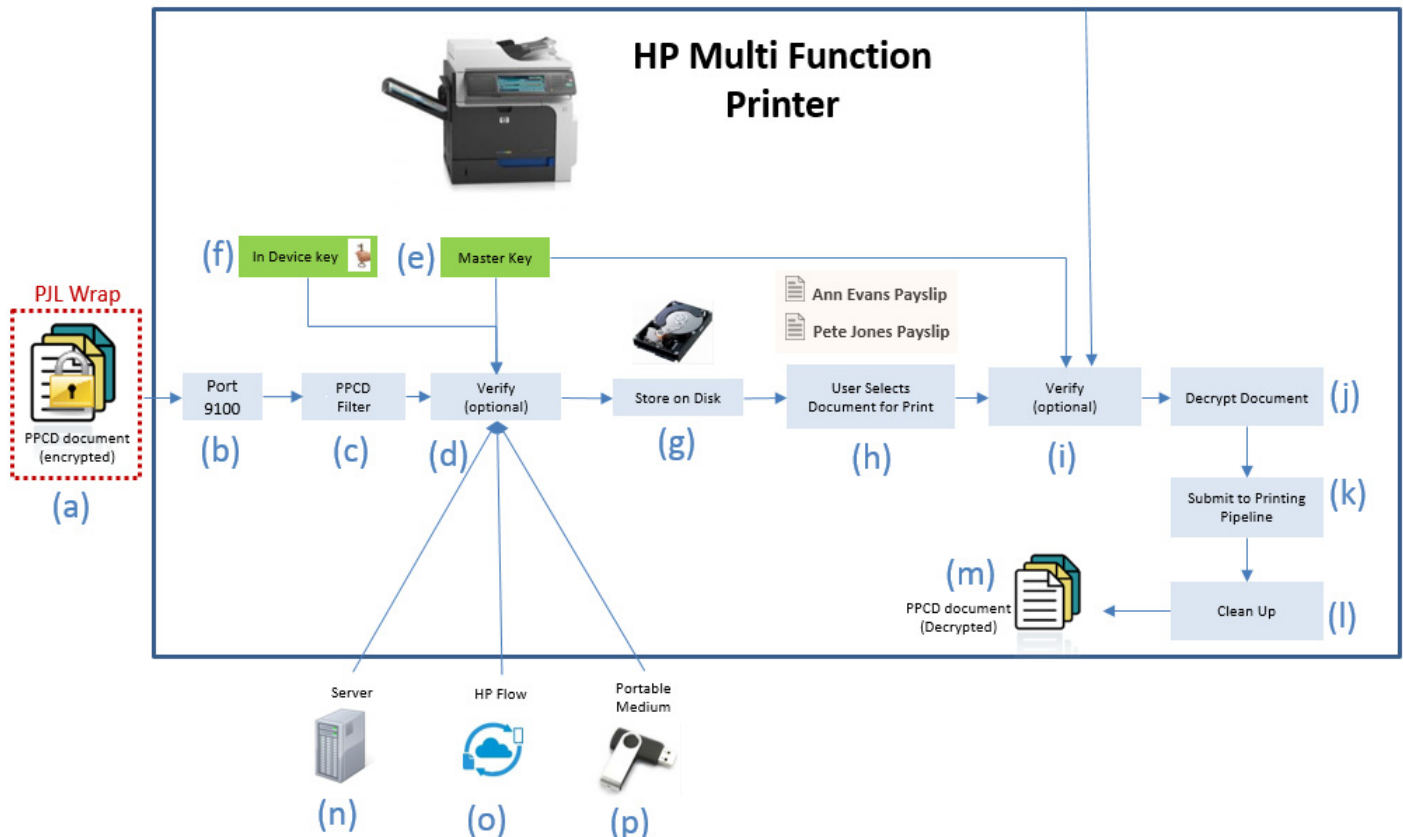 HP Multi Function
Printer
(f)
In Device key
(e)
Master Key
PJL Wrap
Ann Evans Payslip
Pete Jones Payslip
Port
9100
PPCD
Filter
Verify
(optional)
Store on Disk
User Selects
Document for Print
Verify
(optional)
Decrypt Document
(j)
PPCD document
(encrypted)
(a)
(b)
(c)
(d)
(g)
(h)
(i)
Submit to Printing
Pipeline
(k)
(m)
PPCD document
(Decrypted)
Clean Up
(l)
Server
HP Flow
Portable
Medium
(n)
(o)
(p)